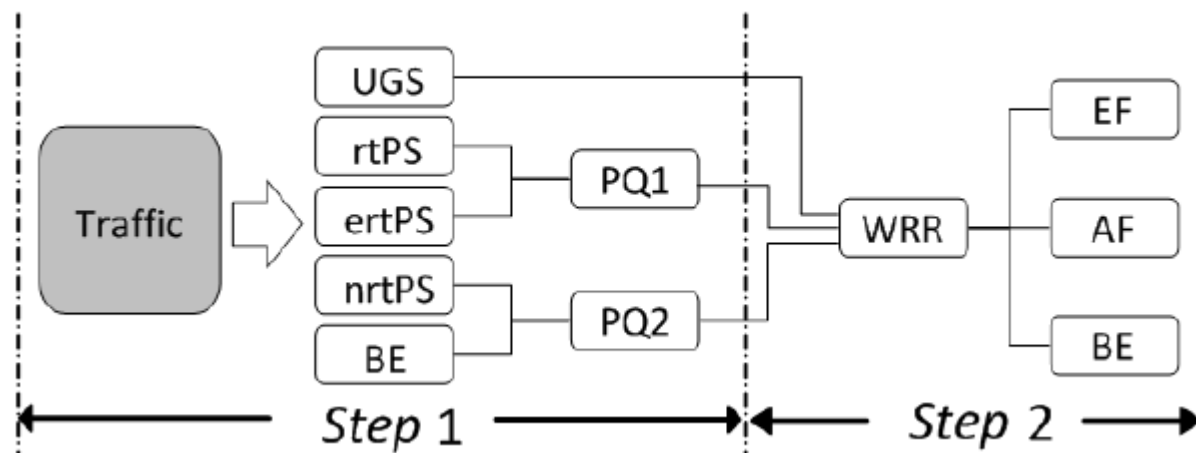 Traffic
UGS
rtPS
ertPS
nrtPS
BE
PQ1
PQ2
WRR
EF
AF
BE
Step 1
Step 2